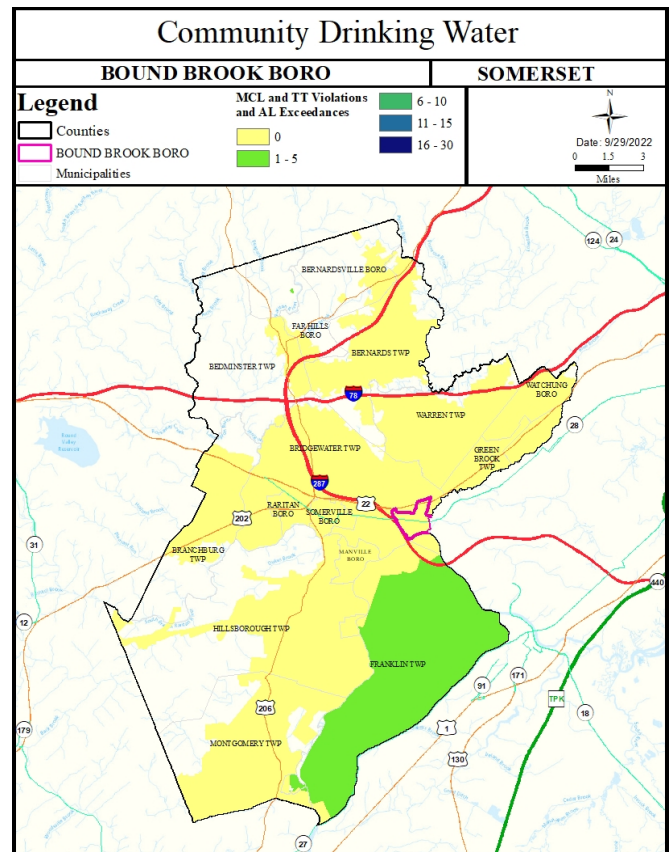 Community Drinking Water
BOUND BROOK BORO
SOMERSET
Legend
Counties
BOUND BROOK BORO
Municipalities
MCL and TT Violations
and AL Exceedances
0
1 - 5
6 - 10
11 - 15
16 - 30
N
Date: 9/29/2022
0 1.5 3
Miles
124
24
BERNARDSVILLE BORO
FAR HILLS
BORO
BERNARDS TWP
BEDMINSTER TWP
WATCHUNG
BORO
78
WARREN TWP
28
BRIDGEWATER TWP
GREEN
BROOK
TWP
287
22
RARITAN
BORO
SOMERVILLE
BORO
202
31
MANVILLE
BORO
BRANCHBURG
TWP
440
12
HILLSBOROUGH TWP
FRANKLIN TWP
171
91
TPK
206
18
179
1
MONTGOMERY TWP
130
27